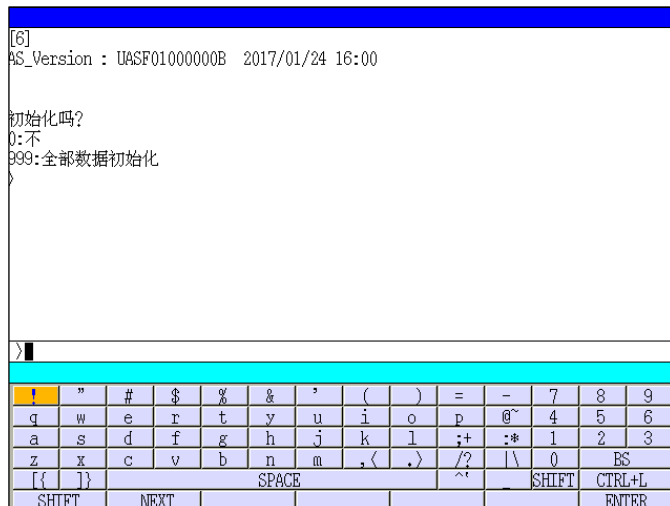 [6]
AS_Version : UASF01000000B 2017/01/24 16:00
初始化吗?
0:不
999:全部数据初始化
>
>
! " # $ % & ' ( ) = - 7 8 9
q w e r t y u i o p @~ 4 5 6
a s d f g h j k l ;+ :* 1 2 3
z x c v b n m ,< .> /? |\ 0 BS
[{ ]} SPACE ^' _ SHIFT CTRL+L
SHIFT NEXT ENTER